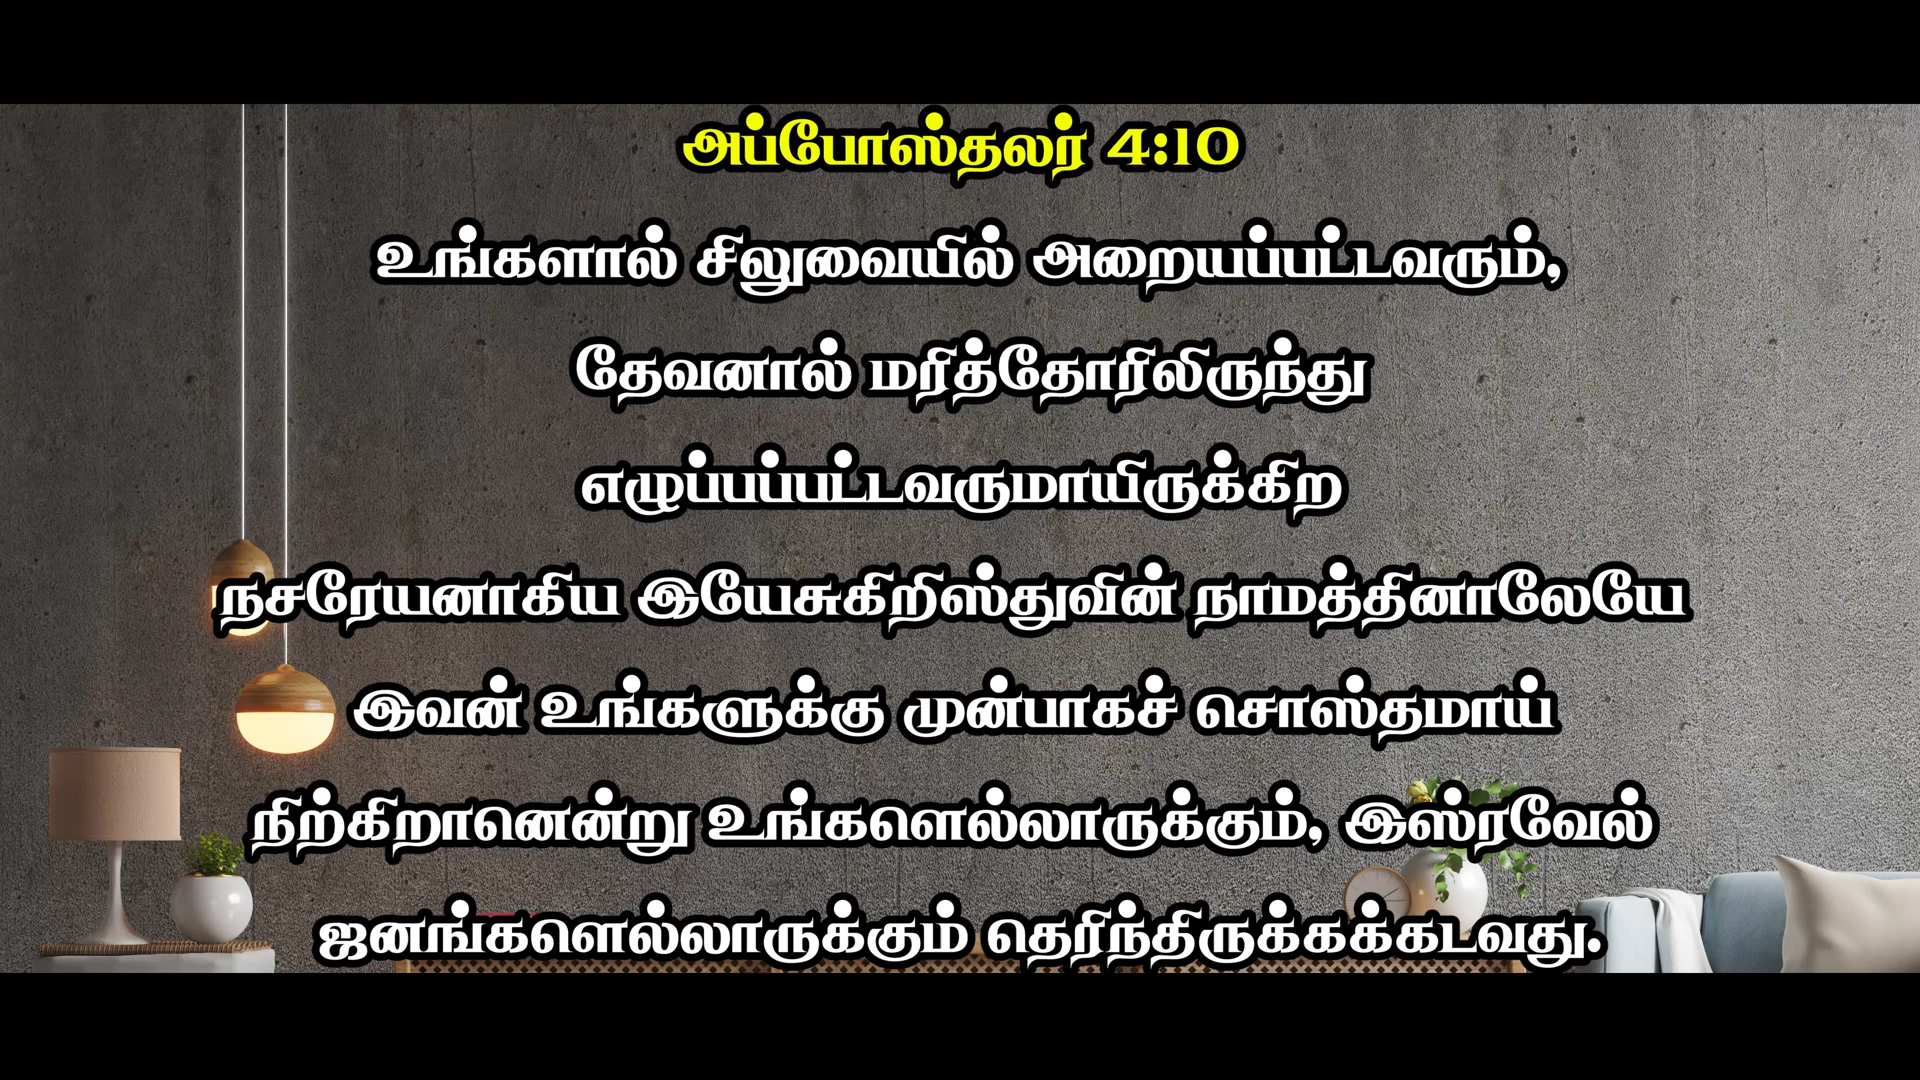 அப்போஸ்தலர் 4:10
உங்களால் சிலுவையில் அறையப்பட்டவரும்,
தேவனால் மரித்தோரிலிருந்து
எழுப்பப்பட்டவருமாயிருக்கிற
நசரேயனாகிய இயேசுகிறிஸ்துவின் நாமத்தினாலேயே
இவன் உங்களுக்கு முன்பாகச் சொஸ்தமாய்
நிற்கிறானென்று உங்களெல்லாருக்கும், இஸ்ரவேல்
ஜனங்களெல்லாருக்கும் தெரிந்திருக்கக்கடவது.